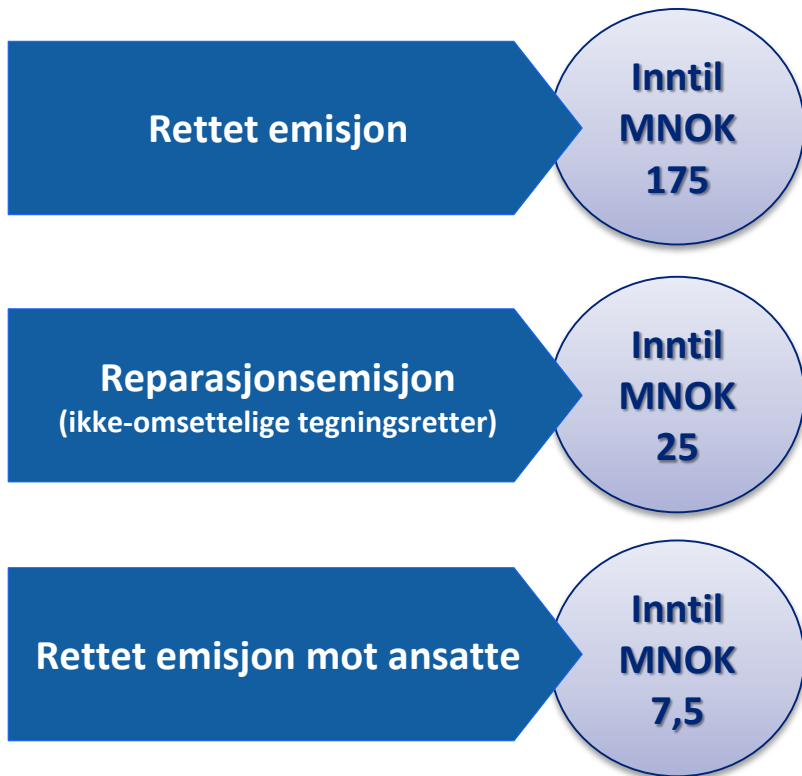 Rettet emisjon
Inntil
MNOK
175
Reparasjonsemisjon
(ikke-omsettelige tegningsretter)
Inntil
MNOK
25
Rettet emisjon mot ansatte
Inntil
MNOK
7,5